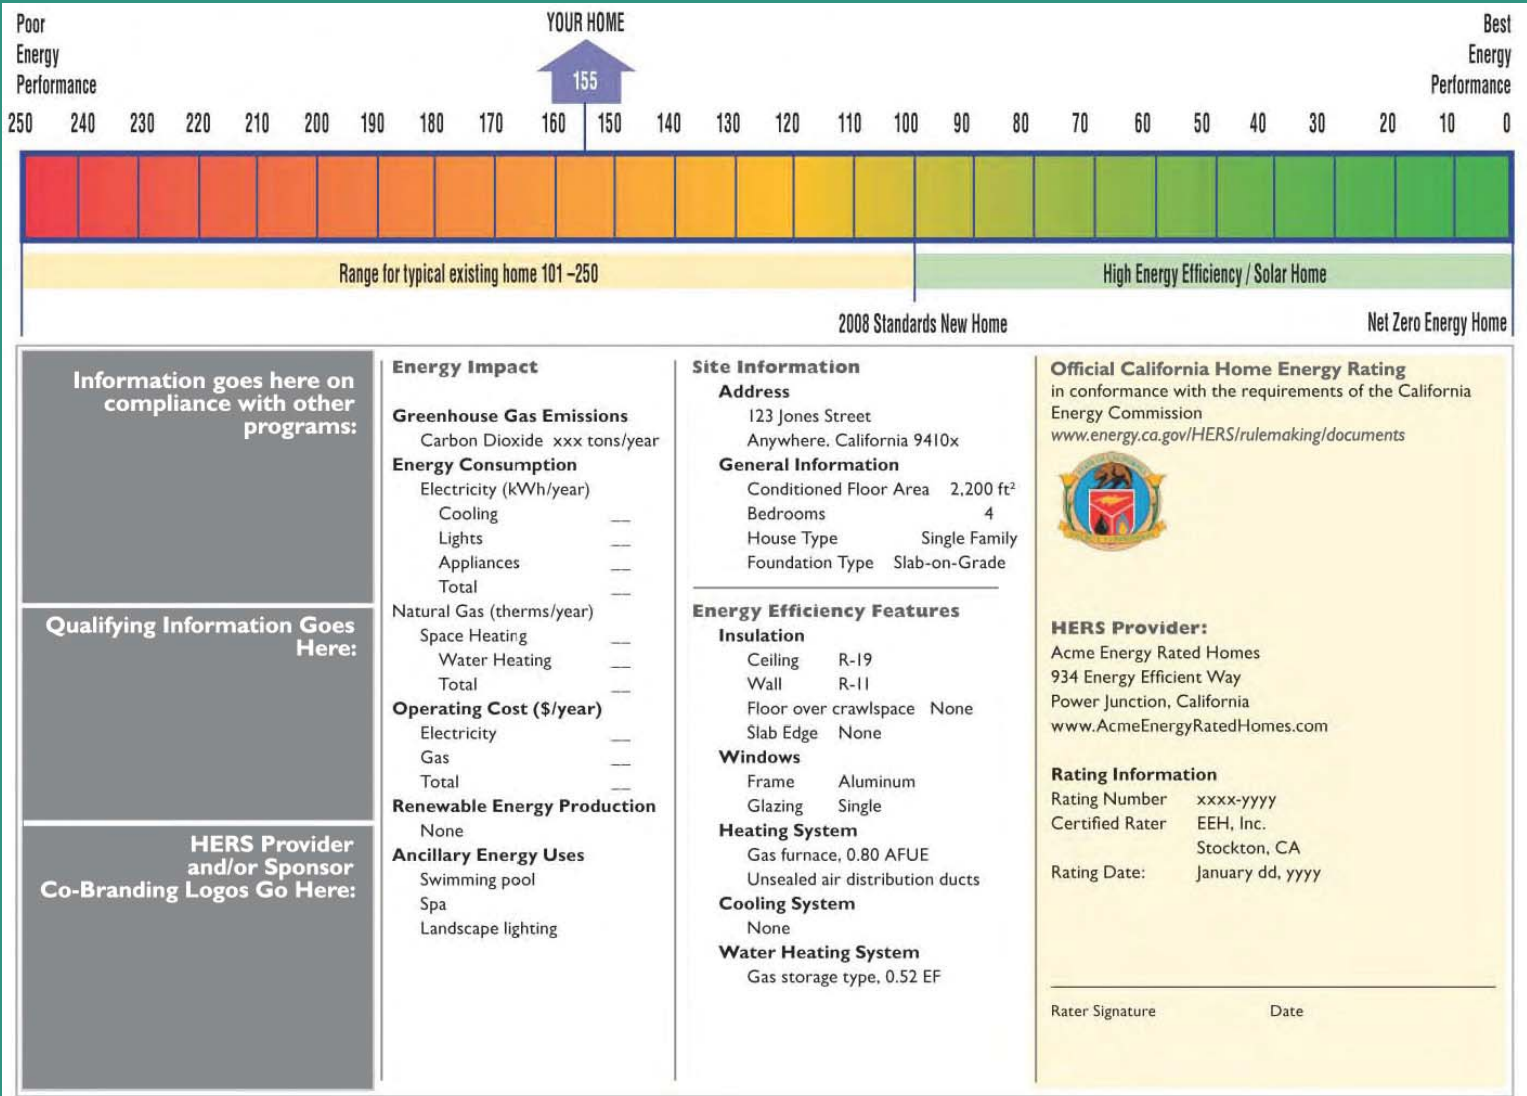 Poor
Energy
Performance
YOUR HOME
155
Best
Energy
Performance
250 240 230 220 210 200 190 180 170 160 150 140 130 120 110 100 90 80 70 60 50 40 30 20 10 0
Range for typical existing home 101 –250
High Energy Efficiency / Solar Home
2008 Standards New Home
Net Zero Energy Home
Information goes here on
compliance with other
programs:
Qualifying Information Goes
Here:
HERS Provider
and/or Sponsor
Co-Branding Logos Go Here:
Energy Impact
Greenhouse Gas Emissions
Carbon Dioxide xxx tons/year
Energy Consumption
Electricity (kWh/year)
Cooling __
Lights __
Appliances __
Total __
Natural Gas (therms/year)
Space Heating __
Water Heating __
Total __
Operating Cost ($/year)
Electricity __
Gas __
Total __
Renewable Energy Production
None
Ancillary Energy Uses
Swimming pool
Spa
Landscape lighting
Site Information
Address
123 Jones Street
Anywhere, California 9410x
General Information
Conditioned Floor Area 2,200 ft²
Bedrooms 4
House Type Single Family
Foundation Type Slab-on-Grade
Energy Efficiency Features
Insulation
Ceiling R-19
Wall R-11
Floor over crawlspace None
Slab Edge None
Windows
Frame Aluminum
Glazing Single
Heating System
Gas furnace, 0.80 AFUE
Unsealed air distribution ducts
Cooling System
None
Water Heating System
Gas storage type, 0.52 EF
Official California Home Energy Rating
in conformance with the requirements of the California
Energy Commission
www.energy.ca.gov/HERS/rulemaking/documents
HERS Provider:
Acme Energy Rated Homes
934 Energy Efficient Way
Power Junction, California
www.AcmeEnergyRatedHomes.com
Rating Information
Rating Number xxxx-yyyy
Certified Rater EEH, Inc.
Stockton, CA
Rating Date: January dd, yyyy
Rater Signature Date